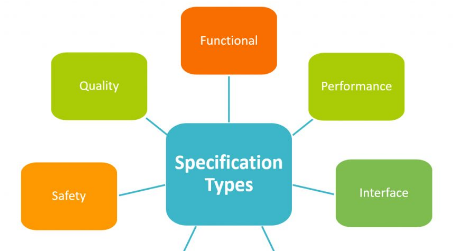 Functional
Quality
Performance
Specification
Types
Safety
Interface